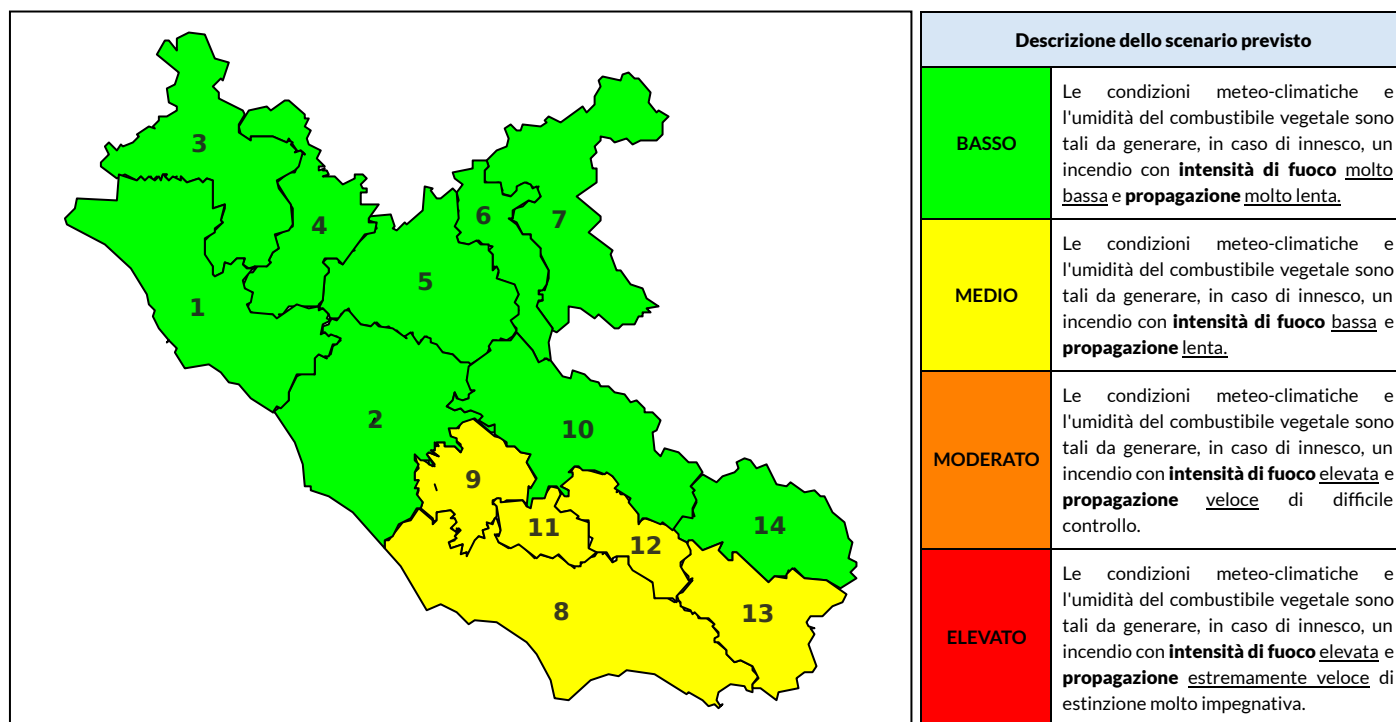 3
4
6
7
5
1
2
10
9
11
14
12
8
13
Descrizione dello scenario previsto
BASSO
Le condizioni meteo-climatiche e
l'umidità del combustibile vegetale sono
tali da generare, in caso di innesco, un
incendio con intensità di fuoco molto
bassa e propagazione molto lenta.
MEDIO
Le condizioni meteo-climatiche e
l'umidità del combustibile vegetale sono
tali da generare, in caso di innesco, un
incendio con intensità di fuoco bassa e
propagazione lenta.
MODERATO
Le condizioni meteo-climatiche e
l'umidità del combustibile vegetale sono
tali da generare, in caso di innesco, un
incendio con intensità di fuoco elevata e
propagazione veloce di difficile
controllo.
ELEVATO
Le condizioni meteo-climatiche e
l'umidità del combustibile vegetale sono
tali da generare, in caso di innesco, un
incendio con intensità di fuoco elevata e
propagazione estremamente veloce di
estinzione molto impegnativa.